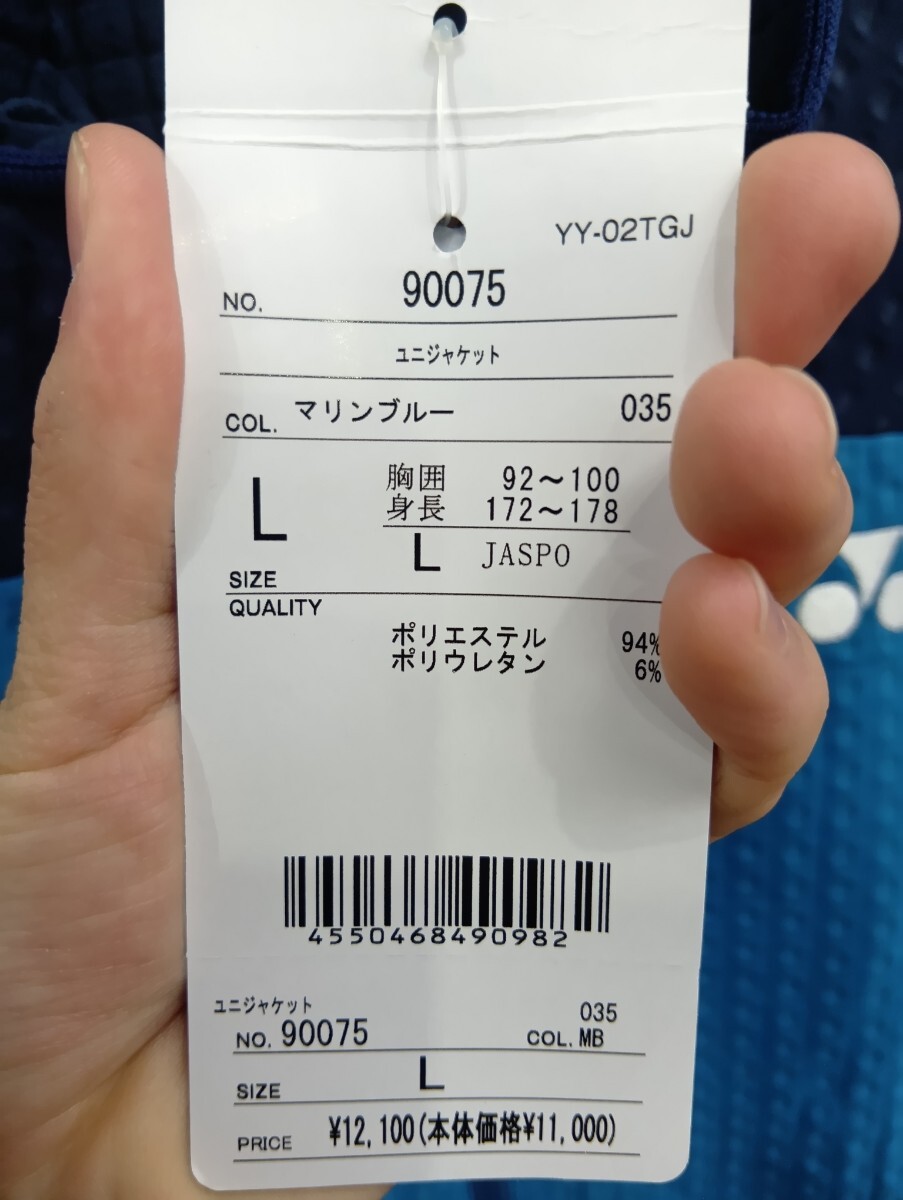 YY-02TGJ
NO. 90075
ユニジャケット
COL. マリンブルー 035
胸囲 92～100
身長 172～178
L
L JASPO
SIZE
QUALITY
ポリエステル 94%
ポリウレタン 6%
4550468490982
ユニジャケット 035
NO. 90075 COL. MB
SIZE L
PRICE ¥12,100(本体価格¥11,000)